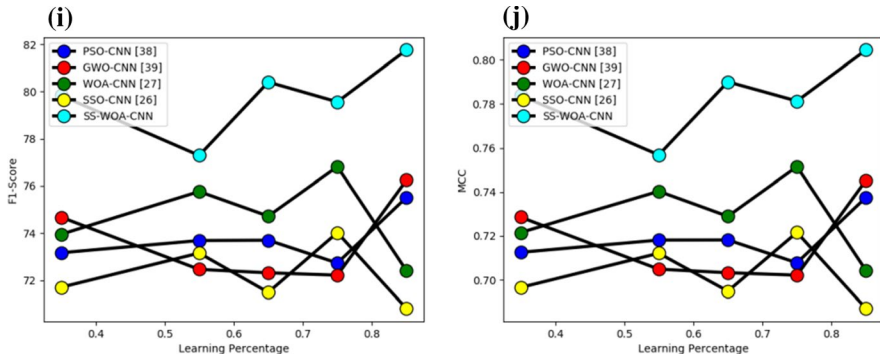 (i)
82
80
78
76
74
72
F1-Score
0.4 0.5 0.6 0.7 0.8
Learning Percentage
PSO-CNN [38]
GWO-CNN [39]
WOA-CNN [27]
SSO-CNN [26]
SS-WOA-CNN
(j)
0.80
0.78
0.76
0.74
0.72
0.70
MCC
0.4 0.5 0.6 0.7 0.8
Learning Percentage
PSO-CNN [38]
GWO-CNN [39]
WOA-CNN [27]
SSO-CNN [26]
SS-WOA-CNN